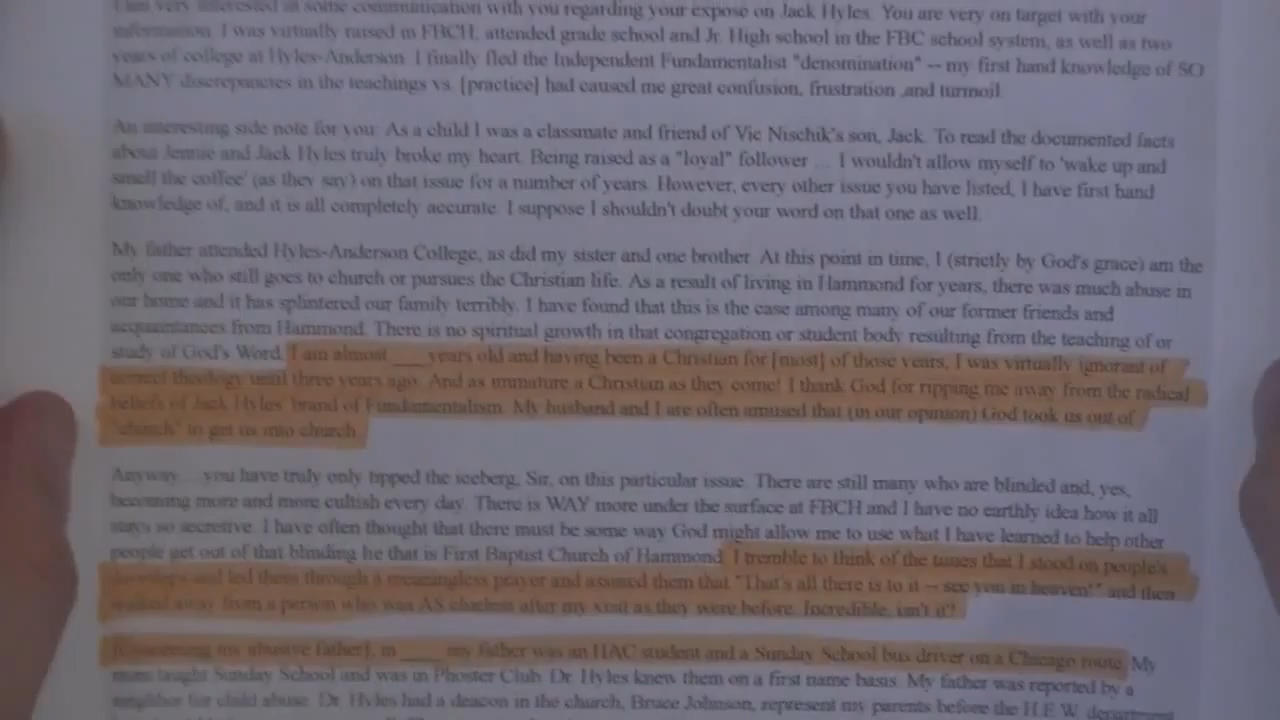 I am very interested in some communication with you regarding your expose on Jack Hyles. You are very on target with your
information. I was virtually raised in FBCH, attended grade school and Jr. High school in the FBC school system, as well as two
years of college at Hyles-Anderson. I finally fled the Independent Fundamentalist "denomination" -- my first hand knowledge of SO
MANY discrepancies in the teachings vs. [practice] had caused me great confusion, frustration ,and turmoil.
An interesting side note for you: As a child I was a classmate and friend of Vic Nischik's son, Jack. To read the documented facts
about Jennie and Jack Hyles truly broke my heart. Being raised as a "loyal" follower ... I wouldn't allow myself to 'wake up and
smell the coffee' (as they say) on that issue for a number of years. However, every other issue you have listed, I have first hand
knowledge of, and it is all completely accurate. I suppose I shouldn't doubt your word on that one as well.
My father attended Hyles-Anderson College, as did my sister and one brother. At this point in time, I (strictly by God's grace) am the
only one who still goes to church or pursues the Christian life. As a result of living in Hammond for years, there was much abuse in
our home and it has splintered our family terribly. I have found that this is the case among many of our former friends and
acquaintances from Hammond. There is no spiritual growth in that congregation or student body resulting from the teaching of or
study of God's Word. I am almost ___ years old and having been a Christian for [most] of those years, I was virtually ignorant of
correct theology until three years ago. And as immature a Christian as they come! I thank God for ripping me away from the radical
beliefs of Jack Hyles' brand of Fundamentalism. My husband and I are often amused that (in our opinion) God took us out of
"church" to get us into church.
Anyway ... you have truly only tipped the iceberg, Sir, on this particular issue. There are still many who are blinded and, yes,
becoming more and more cultish every day. There is WAY more under the surface at FBCH and I have no earthly idea how it all
stays so secretive. I have often thought that there must be some way God might allow me to use what I have learned to help other
people get out of that blinding lie that is First Baptist Church of Hammond. I tremble to think of the times that I stood on people's
doorsteps and led them through a meaningless prayer and assured them that "That's all there is to it -- see you in heaven!" and then
walked away from a person who was AS clueless after my visit as they were before. Incredible, isn't it?
[Concerning my abusive father], in ____ my father was an HAC student and a Sunday School bus driver on a Chicago route. My
mom taught Sunday School and was in Phoster Club. Dr. Hyles knew them on a first name basis. My father was reported by a
neighbor for child abuse. Dr. Hyles had a deacon in the church, Bruce Johnson, represent my parents before the H.E.W. department